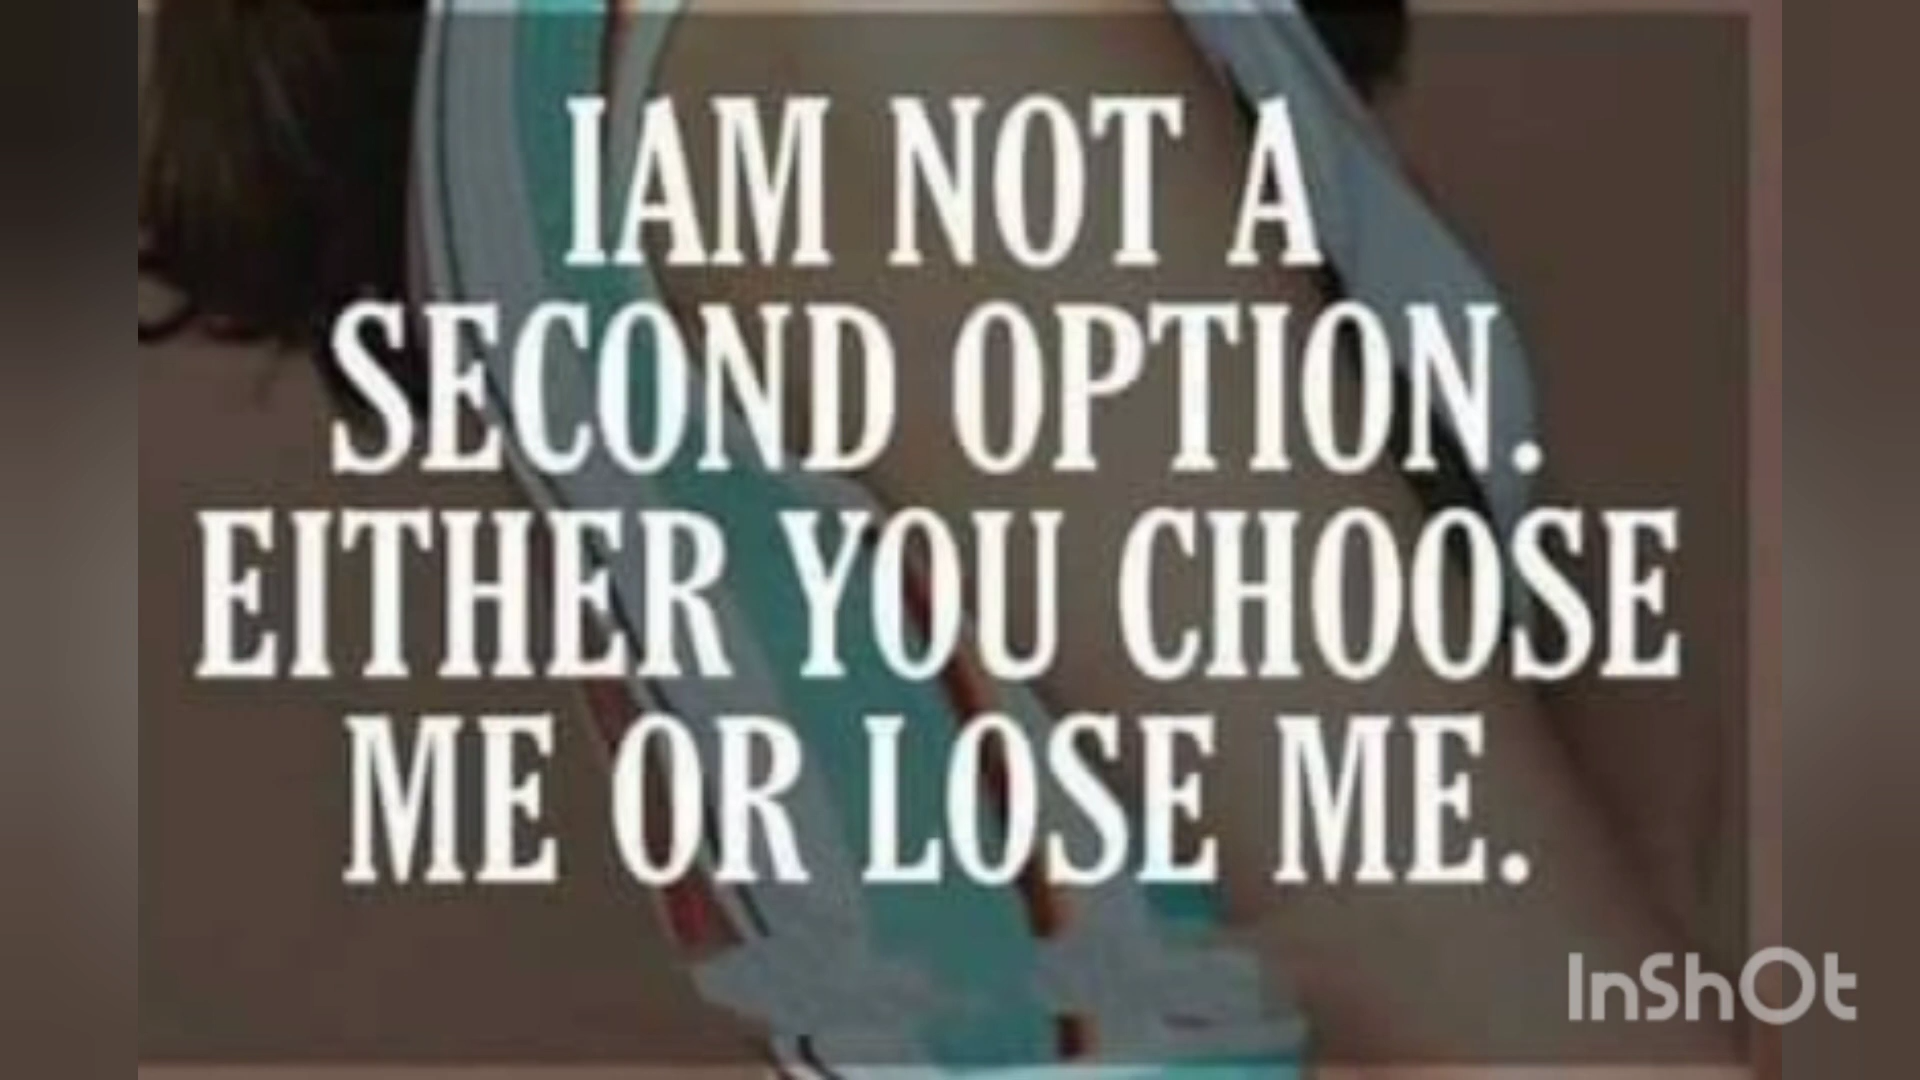 IAM NOT A
SECOND OPTION.
EITHER YOU CHOOSE
ME OR LOSE ME.
InShOt